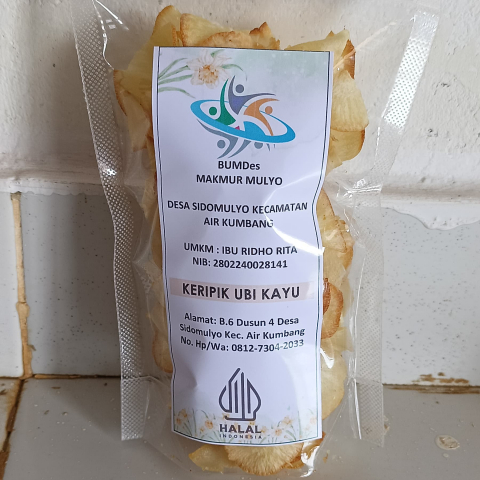 BUMDes
MAKMUR MULYO
DESA SIDOMULYO KECAMATAN
AIR KUMBANG
UMKM : IBU RIDHO RITA
NIB: 2802240028141
KERIPIK UBI KAYU
Alamat: B.6 Dusun 4 Desa
Sidomulyo Kec. Air Kumbang
No. Hp/Wa: 0812-7304-2033
HALAL
INDONESIA